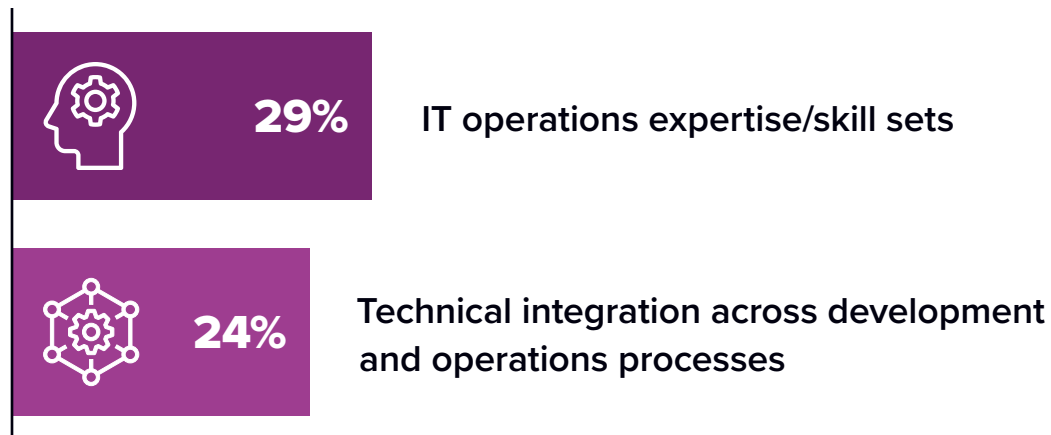 29%
IT operations expertise/skill sets
24%
Technical integration across development
and operations processes